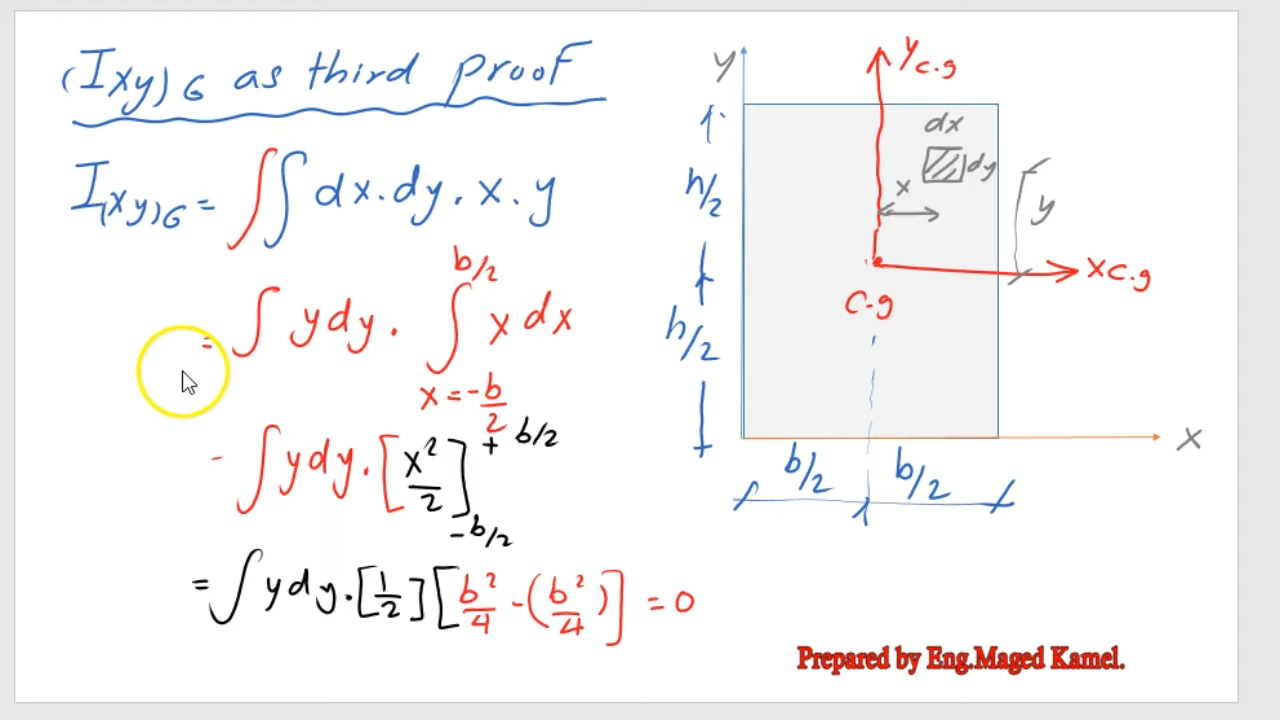 (Ixy)G as third proof
I(xy)G = ∫∫ dx.dy. x. y
= ∫ y dy . ∫ x dx
b/2
x = -b/2
- ∫ y dy . [x²/2]
+ b/2
-b/2
= ∫ y dy . [1/2] [b²/4 - (b²/4)] = 0
y
yc.g
dx
dy
x
y
h/2
xc.g
C.g
h/2
x
b/2
b/2
Prepared by Eng.Maged Kamel.